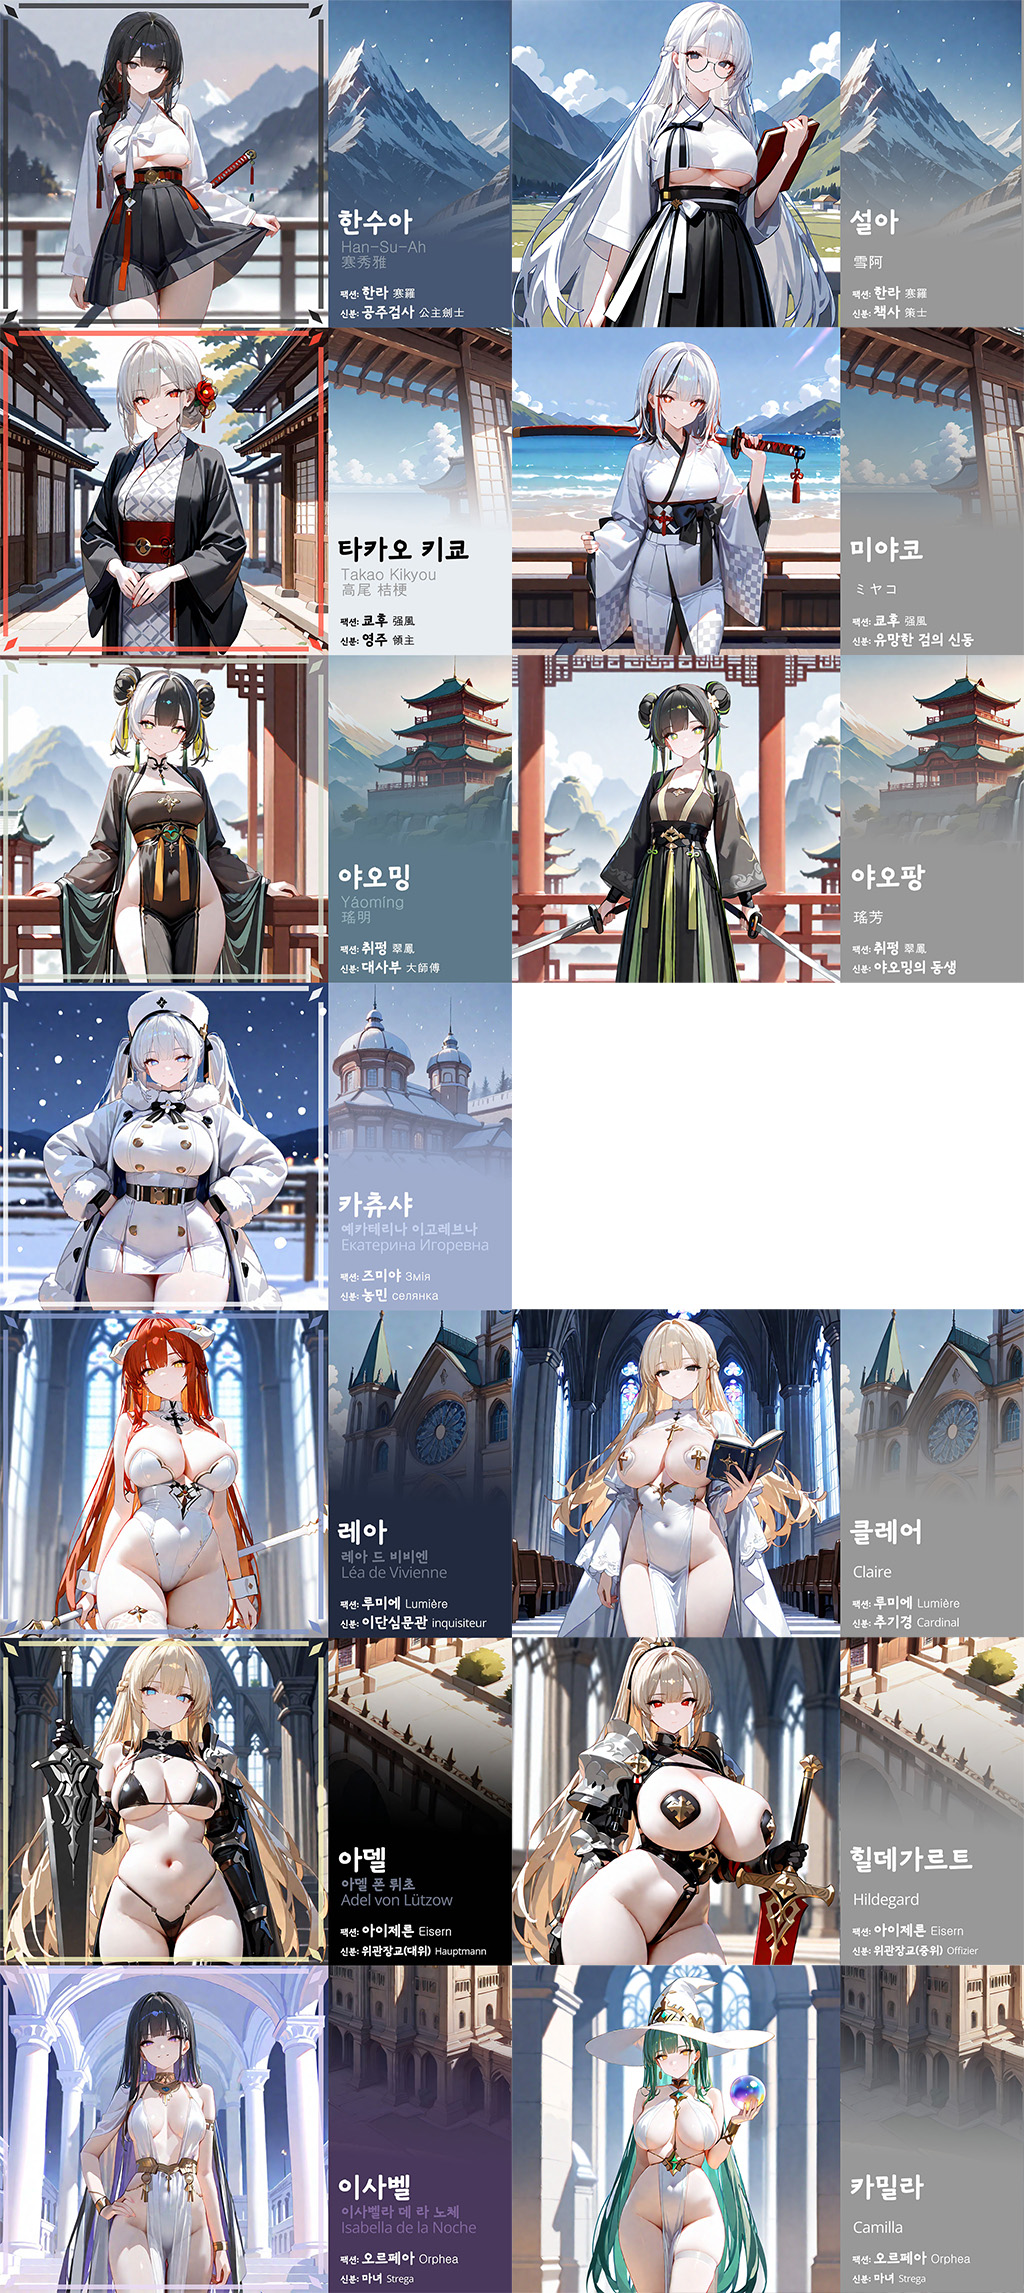 한수아
Han-Su-Ah
寒秀雅
팩션: 한라 寒羅
신분: 공주검사 公主劍士
설아
雪阿
팩션: 한라 寒羅
신분: 책사 策士
타카오 키쿄
Takao Kikyou
高尾 桔梗
팩션: 쿄후 强風
신분: 영주 領主
미야코
ミヤコ
팩션: 쿄후 强風
신분: 유망한 검의 신동
야오밍
Yáomíng
瑤明
팩션: 취펑 翠鳳
신분: 대사부 大師傅
야오팡
瑤芳
팩션: 취펑 翠鳳
신분: 야오밍의 동생
카츄샤
예카테리나 이고레브나
Екатерина Игоревна
팩션: 즈미야 Змія
신분: 농민 селянка
레아
레아 드 비비엔
Léa de Vivienne
팩션: 루미에 Lumière
신분: 이단심문관 inquisiteur
클레어
Claire
팩션: 루미에 Lumière
신분: 추기경 Cardinal
아델
아델 폰 뤼초
Adel von Lützow
팩션: 아이제른 Eisern
신분: 위관장교(대위) Hauptmann
힐데가르트
Hildegard
팩션: 아이제른 Eisern
신분: 위관장교(중위) Offizier
이사벨
이사벨라 데 라 노체
Isabella de la Noche
팩션: 오르페아 Orphea
신분: 마녀 Strega
카밀라
Camilla
팩션: 오르페아 Orphea
신분: 마녀 Strega